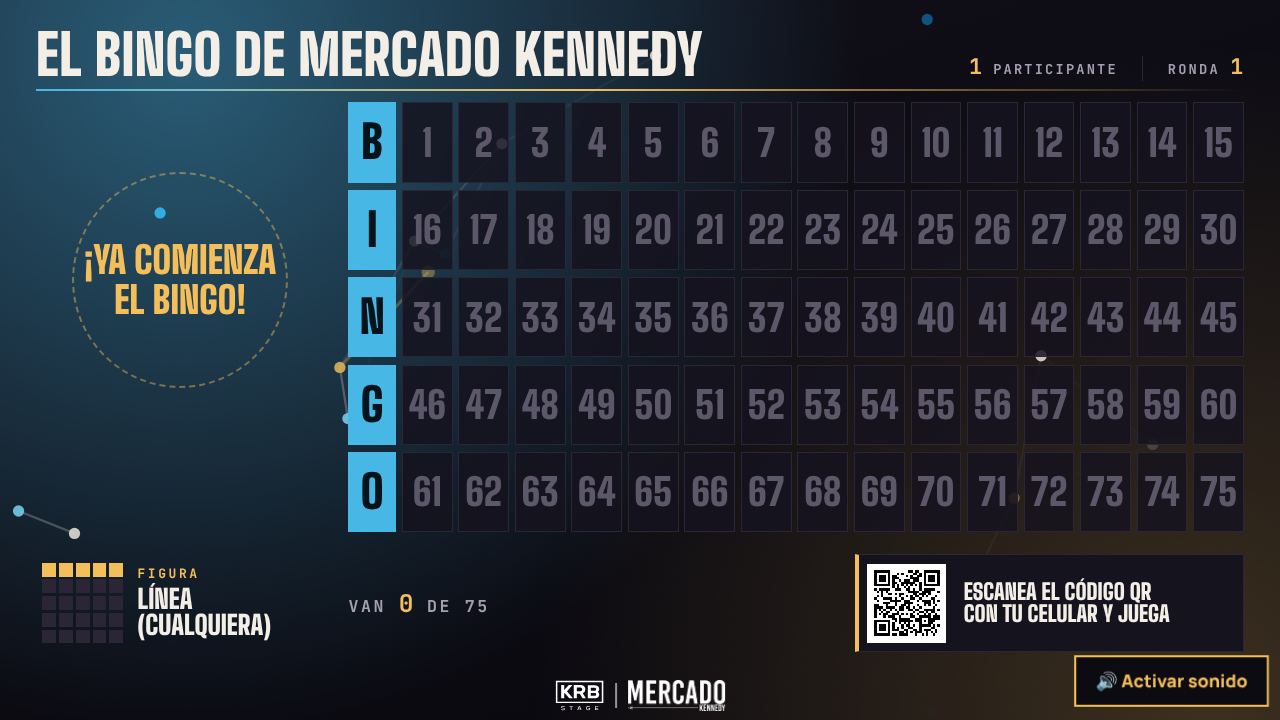 EL BINGO DE MERCADO KENNEDY
1 PARTICIPANTE
RONDA 1
B 1 2 3 4 5 6 7 8 9 10 11 12 13 14 15
I 16 17 18 19 20 21 22 23 24 25 26 27 28 29 30
N 31 32 33 34 35 36 37 38 39 40 41 42 43 44 45
G 46 47 48 49 50 51 52 53 54 55 56 57 58 59 60
O 61 62 63 64 65 66 67 68 69 70 71 72 73 74 75
¡YA COMIENZA
EL BINGO!
FIGURA
LÍNEA
(CUALQUIERA)
VAN 0 DE 75
ESCANEA EL CÓDIGO QR
CON TU CELULAR Y JUEGA
🔊 Activar sonido
KRB
STAGE
MERCADO
KENNEDY